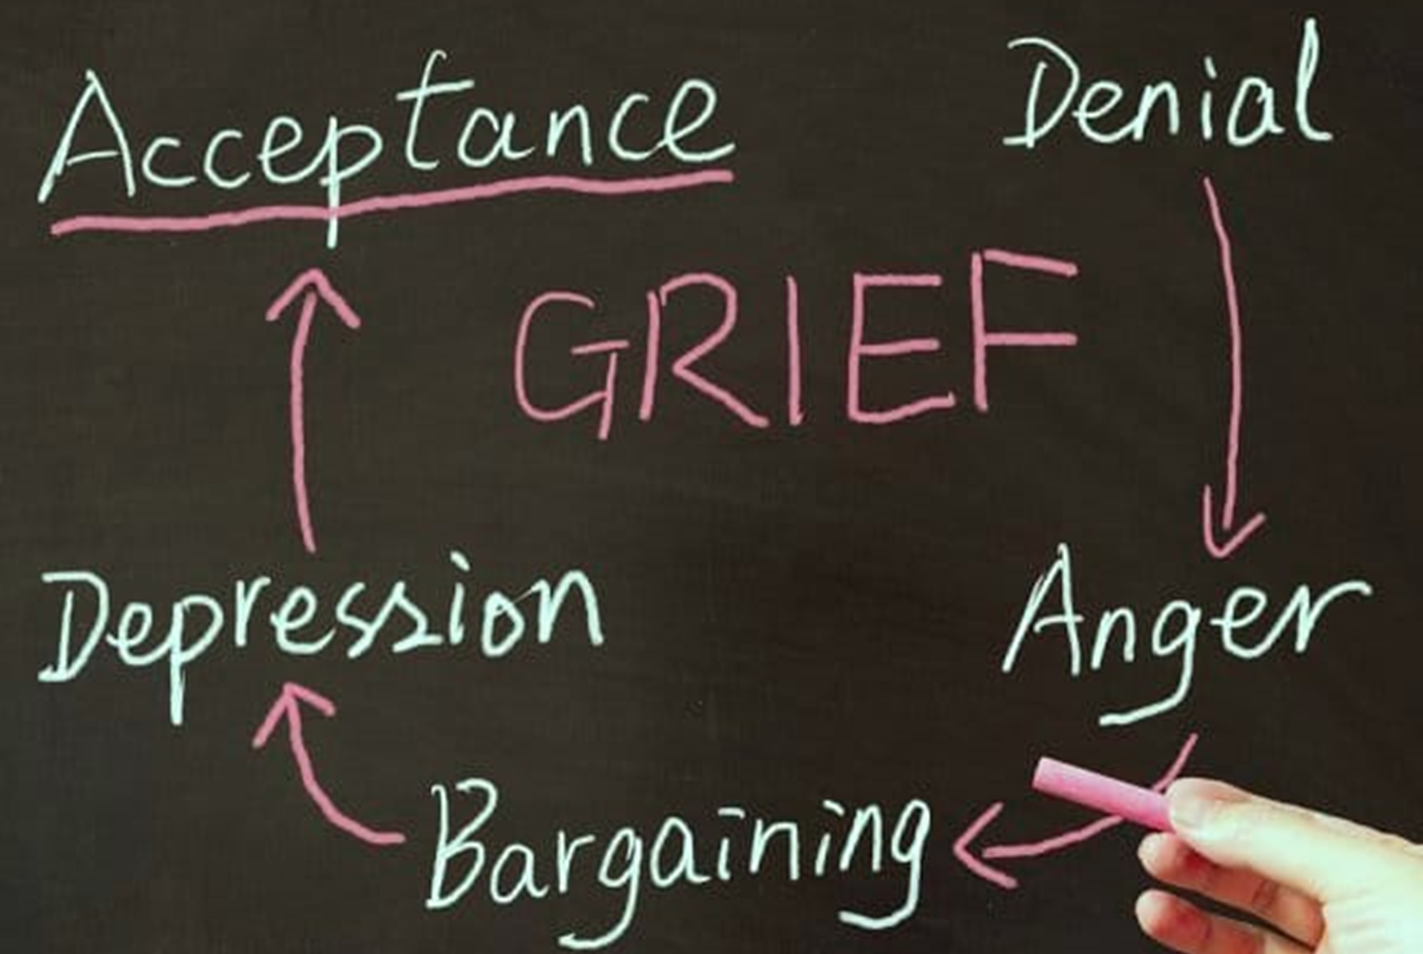 Acceptance
Denial
GRIEF
Depression
Anger
Bargaining